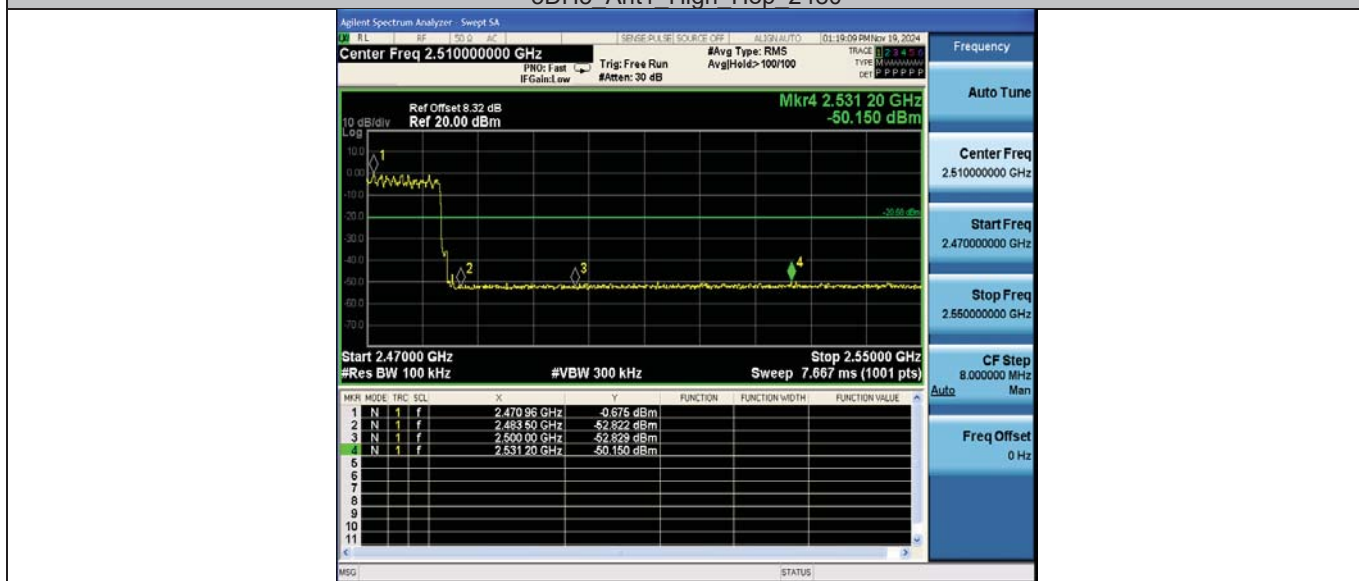 3DH5_Ant1_High_Hop_2480
Agilent Spectrum Analyzer - Swept SA
RL RF 50 Ω AC SENSE:PULSE SOURCE OFF ALIGNAUTO 01:19:09 PM Nov 19, 2024
Center Freq 2.510000000 GHz
PNO: Fast
IFGain:Low
Trig: Free Run
#Atten: 30 dB
#Avg Type: RMS
Avg|Hold:> 100/100
TRACE 1 2 3 4 5 6
TYPE M
DET P P P P P P
Mkr4 2.531 20 GHz
-50.150 dBm
Ref Offset 8.32 dB
10 dB/div Ref 20.00 dBm
Log
10.0
0.00
-10.0
-20.0
-30.0
-40.0
-50.0
-60.0
-70.0
1
2
3
4
-20.68 dBm
Start 2.47000 GHz Stop 2.55000 GHz
#Res BW 100 kHz #VBW 300 kHz Sweep 7.667 ms (1001 pts)
MKR MODE TRC SCL X Y FUNCTION FUNCTION WIDTH FUNCTION VALUE
1 N 1 f 2.470 96 GHz -0.675 dBm
2 N 1 f 2.483 50 GHz -52.822 dBm
3 N 1 f 2.500 00 GHz -52.829 dBm
4 N 1 f 2.531 20 GHz -50.150 dBm
5
6
7
8
9
10
11
MSG STATUS
Frequency
Auto Tune
Center Freq
2.510000000 GHz
Start Freq
2.470000000 GHz
Stop Freq
2.550000000 GHz
CF Step
8.000000 MHz
Auto Man
Freq Offset
0 Hz